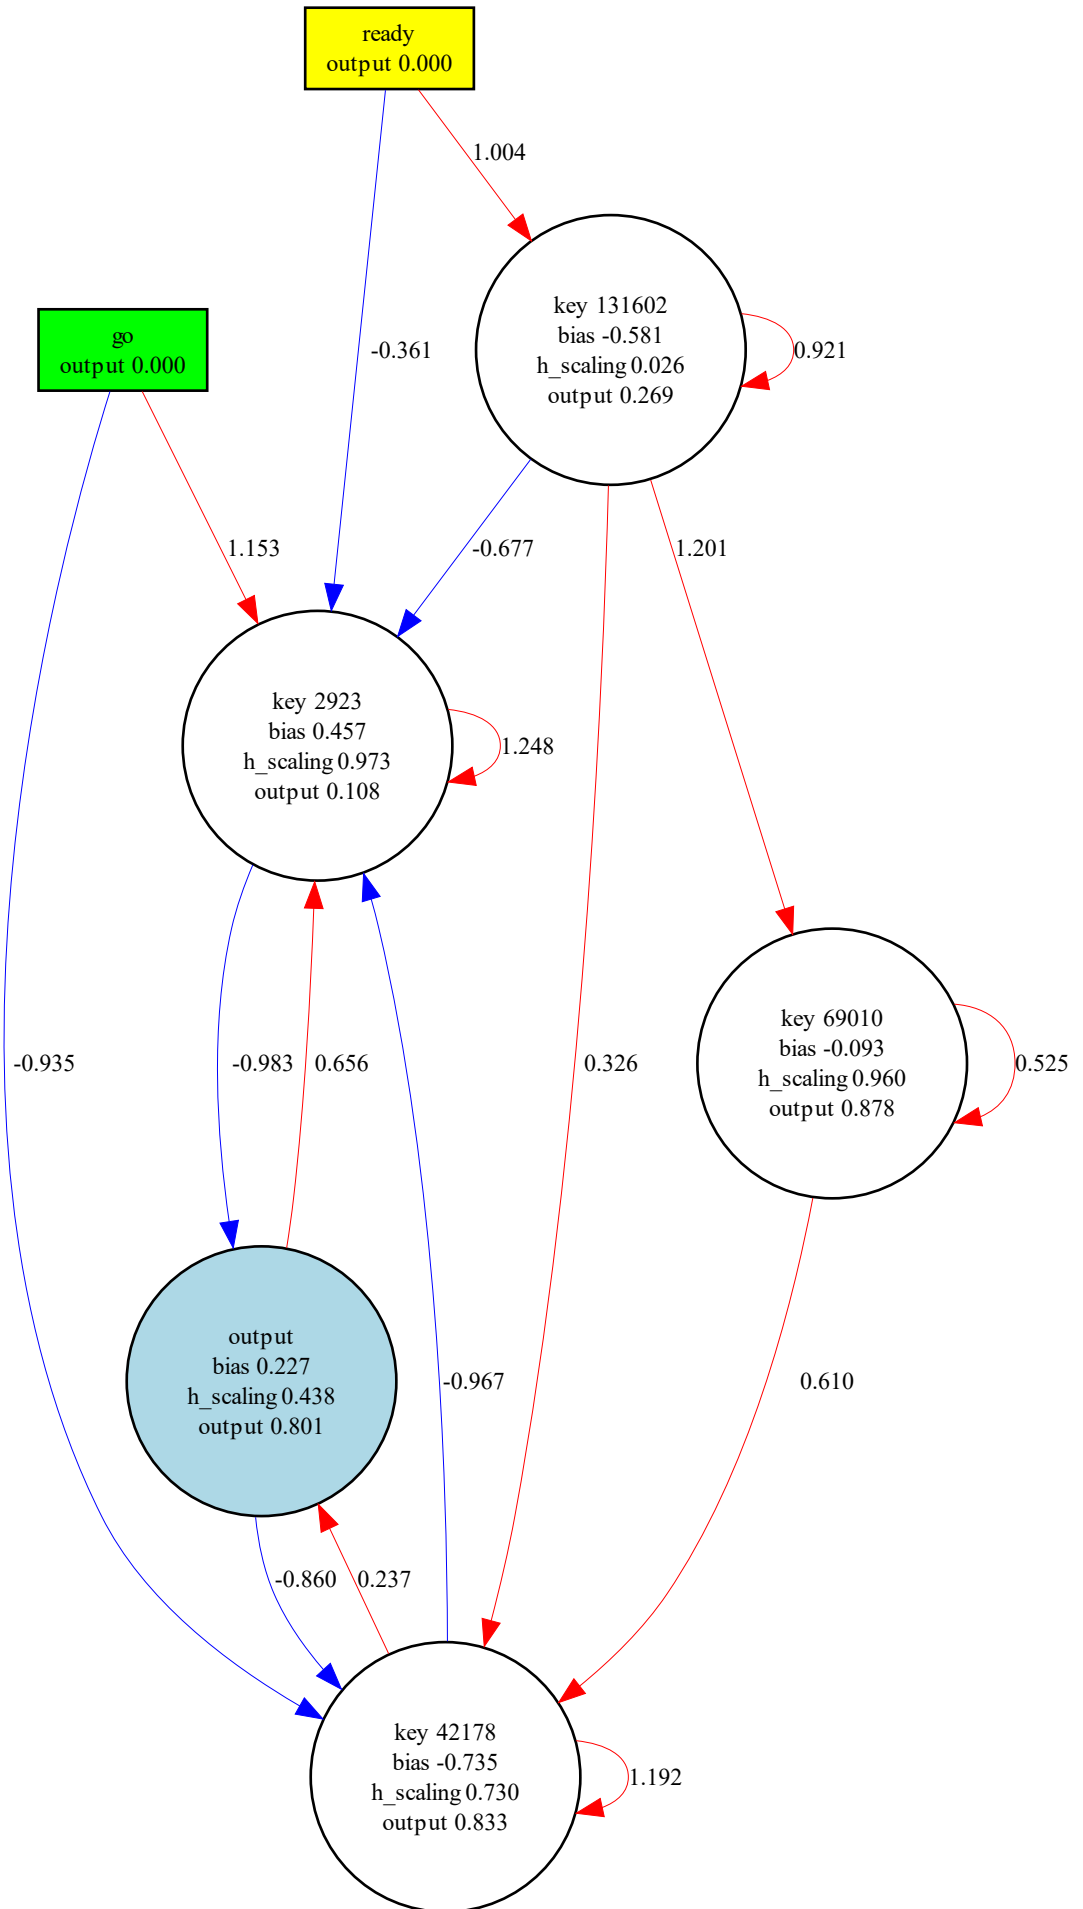 ready
output 0.000
1.004
key 131602
bias -0.581
h_scaling 0.026
output 0.269
0.921
-0.361
go
output 0.000
1.153
-0.677
1.201
key 2923
bias 0.457
h_scaling 0.973
output 0.108
1.248
key 69010
bias -0.093
h_scaling 0.960
output 0.878
0.525
-0.935
-0.983
0.656
0.326
output
bias 0.227
h_scaling 0.438
output 0.801
-0.967
0.610
-0.860
0.237
key 42178
bias -0.735
h_scaling 0.730
output 0.833
1.192